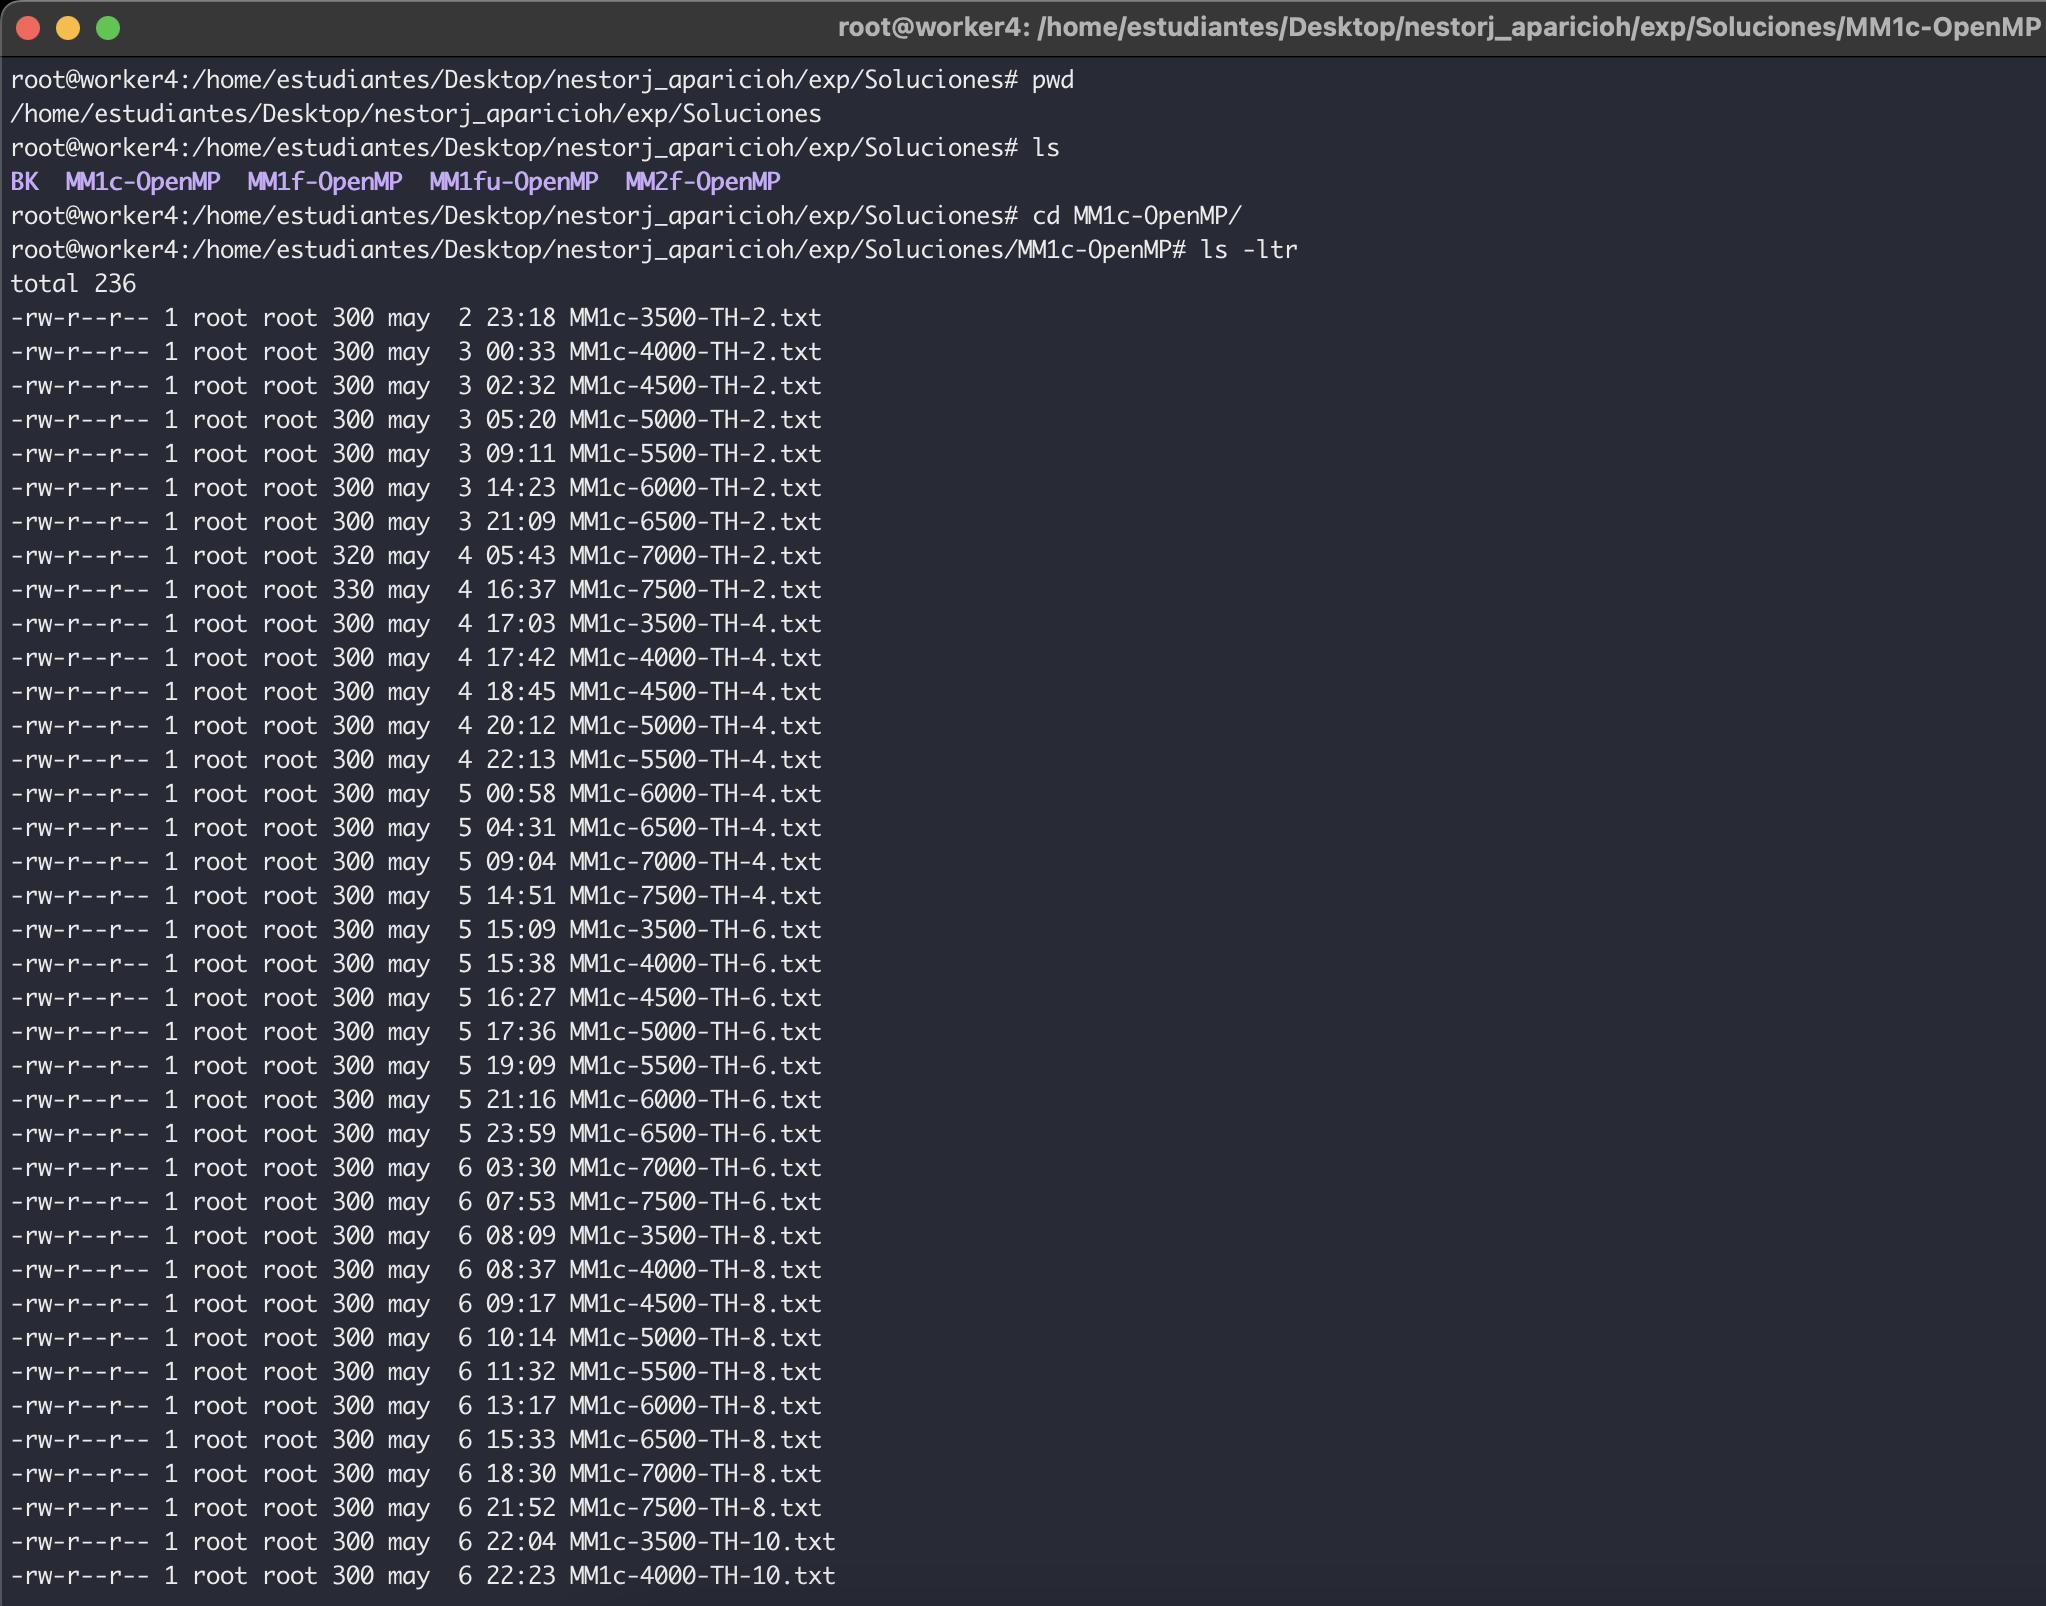 root@worker4: /home/estudiantes/Desktop/nestorj_aparicioh/exp/Soluciones/MM1c-OpenMP
root@worker4:/home/estudiantes/Desktop/nestorj_aparicioh/exp/Soluciones# pwd
/home/estudiantes/Desktop/nestorj_aparicioh/exp/Soluciones
root@worker4:/home/estudiantes/Desktop/nestorj_aparicioh/exp/Soluciones# ls
BK  MM1c-OpenMP  MM1f-OpenMP  MM1fu-OpenMP  MM2f-OpenMP
root@worker4:/home/estudiantes/Desktop/nestorj_aparicioh/exp/Soluciones# cd MM1c-OpenMP/
root@worker4:/home/estudiantes/Desktop/nestorj_aparicioh/exp/Soluciones/MM1c-OpenMP# ls -ltr
total 236
-rw-r--r-- 1 root root 300 may  2 23:18 MM1c-3500-TH-2.txt
-rw-r--r-- 1 root root 300 may  3 00:33 MM1c-4000-TH-2.txt
-rw-r--r-- 1 root root 300 may  3 02:32 MM1c-4500-TH-2.txt
-rw-r--r-- 1 root root 300 may  3 05:20 MM1c-5000-TH-2.txt
-rw-r--r-- 1 root root 300 may  3 09:11 MM1c-5500-TH-2.txt
-rw-r--r-- 1 root root 300 may  3 14:23 MM1c-6000-TH-2.txt
-rw-r--r-- 1 root root 300 may  3 21:09 MM1c-6500-TH-2.txt
-rw-r--r-- 1 root root 320 may  4 05:43 MM1c-7000-TH-2.txt
-rw-r--r-- 1 root root 330 may  4 16:37 MM1c-7500-TH-2.txt
-rw-r--r-- 1 root root 300 may  4 17:03 MM1c-3500-TH-4.txt
-rw-r--r-- 1 root root 300 may  4 17:42 MM1c-4000-TH-4.txt
-rw-r--r-- 1 root root 300 may  4 18:45 MM1c-4500-TH-4.txt
-rw-r--r-- 1 root root 300 may  4 20:12 MM1c-5000-TH-4.txt
-rw-r--r-- 1 root root 300 may  4 22:13 MM1c-5500-TH-4.txt
-rw-r--r-- 1 root root 300 may  5 00:58 MM1c-6000-TH-4.txt
-rw-r--r-- 1 root root 300 may  5 04:31 MM1c-6500-TH-4.txt
-rw-r--r-- 1 root root 300 may  5 09:04 MM1c-7000-TH-4.txt
-rw-r--r-- 1 root root 300 may  5 14:51 MM1c-7500-TH-4.txt
-rw-r--r-- 1 root root 300 may  5 15:09 MM1c-3500-TH-6.txt
-rw-r--r-- 1 root root 300 may  5 15:38 MM1c-4000-TH-6.txt
-rw-r--r-- 1 root root 300 may  5 16:27 MM1c-4500-TH-6.txt
-rw-r--r-- 1 root root 300 may  5 17:36 MM1c-5000-TH-6.txt
-rw-r--r-- 1 root root 300 may  5 19:09 MM1c-5500-TH-6.txt
-rw-r--r-- 1 root root 300 may  5 21:16 MM1c-6000-TH-6.txt
-rw-r--r-- 1 root root 300 may  5 23:59 MM1c-6500-TH-6.txt
-rw-r--r-- 1 root root 300 may  6 03:30 MM1c-7000-TH-6.txt
-rw-r--r-- 1 root root 300 may  6 07:53 MM1c-7500-TH-6.txt
-rw-r--r-- 1 root root 300 may  6 08:09 MM1c-3500-TH-8.txt
-rw-r--r-- 1 root root 300 may  6 08:37 MM1c-4000-TH-8.txt
-rw-r--r-- 1 root root 300 may  6 09:17 MM1c-4500-TH-8.txt
-rw-r--r-- 1 root root 300 may  6 10:14 MM1c-5000-TH-8.txt
-rw-r--r-- 1 root root 300 may  6 11:32 MM1c-5500-TH-8.txt
-rw-r--r-- 1 root root 300 may  6 13:17 MM1c-6000-TH-8.txt
-rw-r--r-- 1 root root 300 may  6 15:33 MM1c-6500-TH-8.txt
-rw-r--r-- 1 root root 300 may  6 18:30 MM1c-7000-TH-8.txt
-rw-r--r-- 1 root root 300 may  6 21:52 MM1c-7500-TH-8.txt
-rw-r--r-- 1 root root 300 may  6 22:04 MM1c-3500-TH-10.txt
-rw-r--r-- 1 root root 300 may  6 22:23 MM1c-4000-TH-10.txt